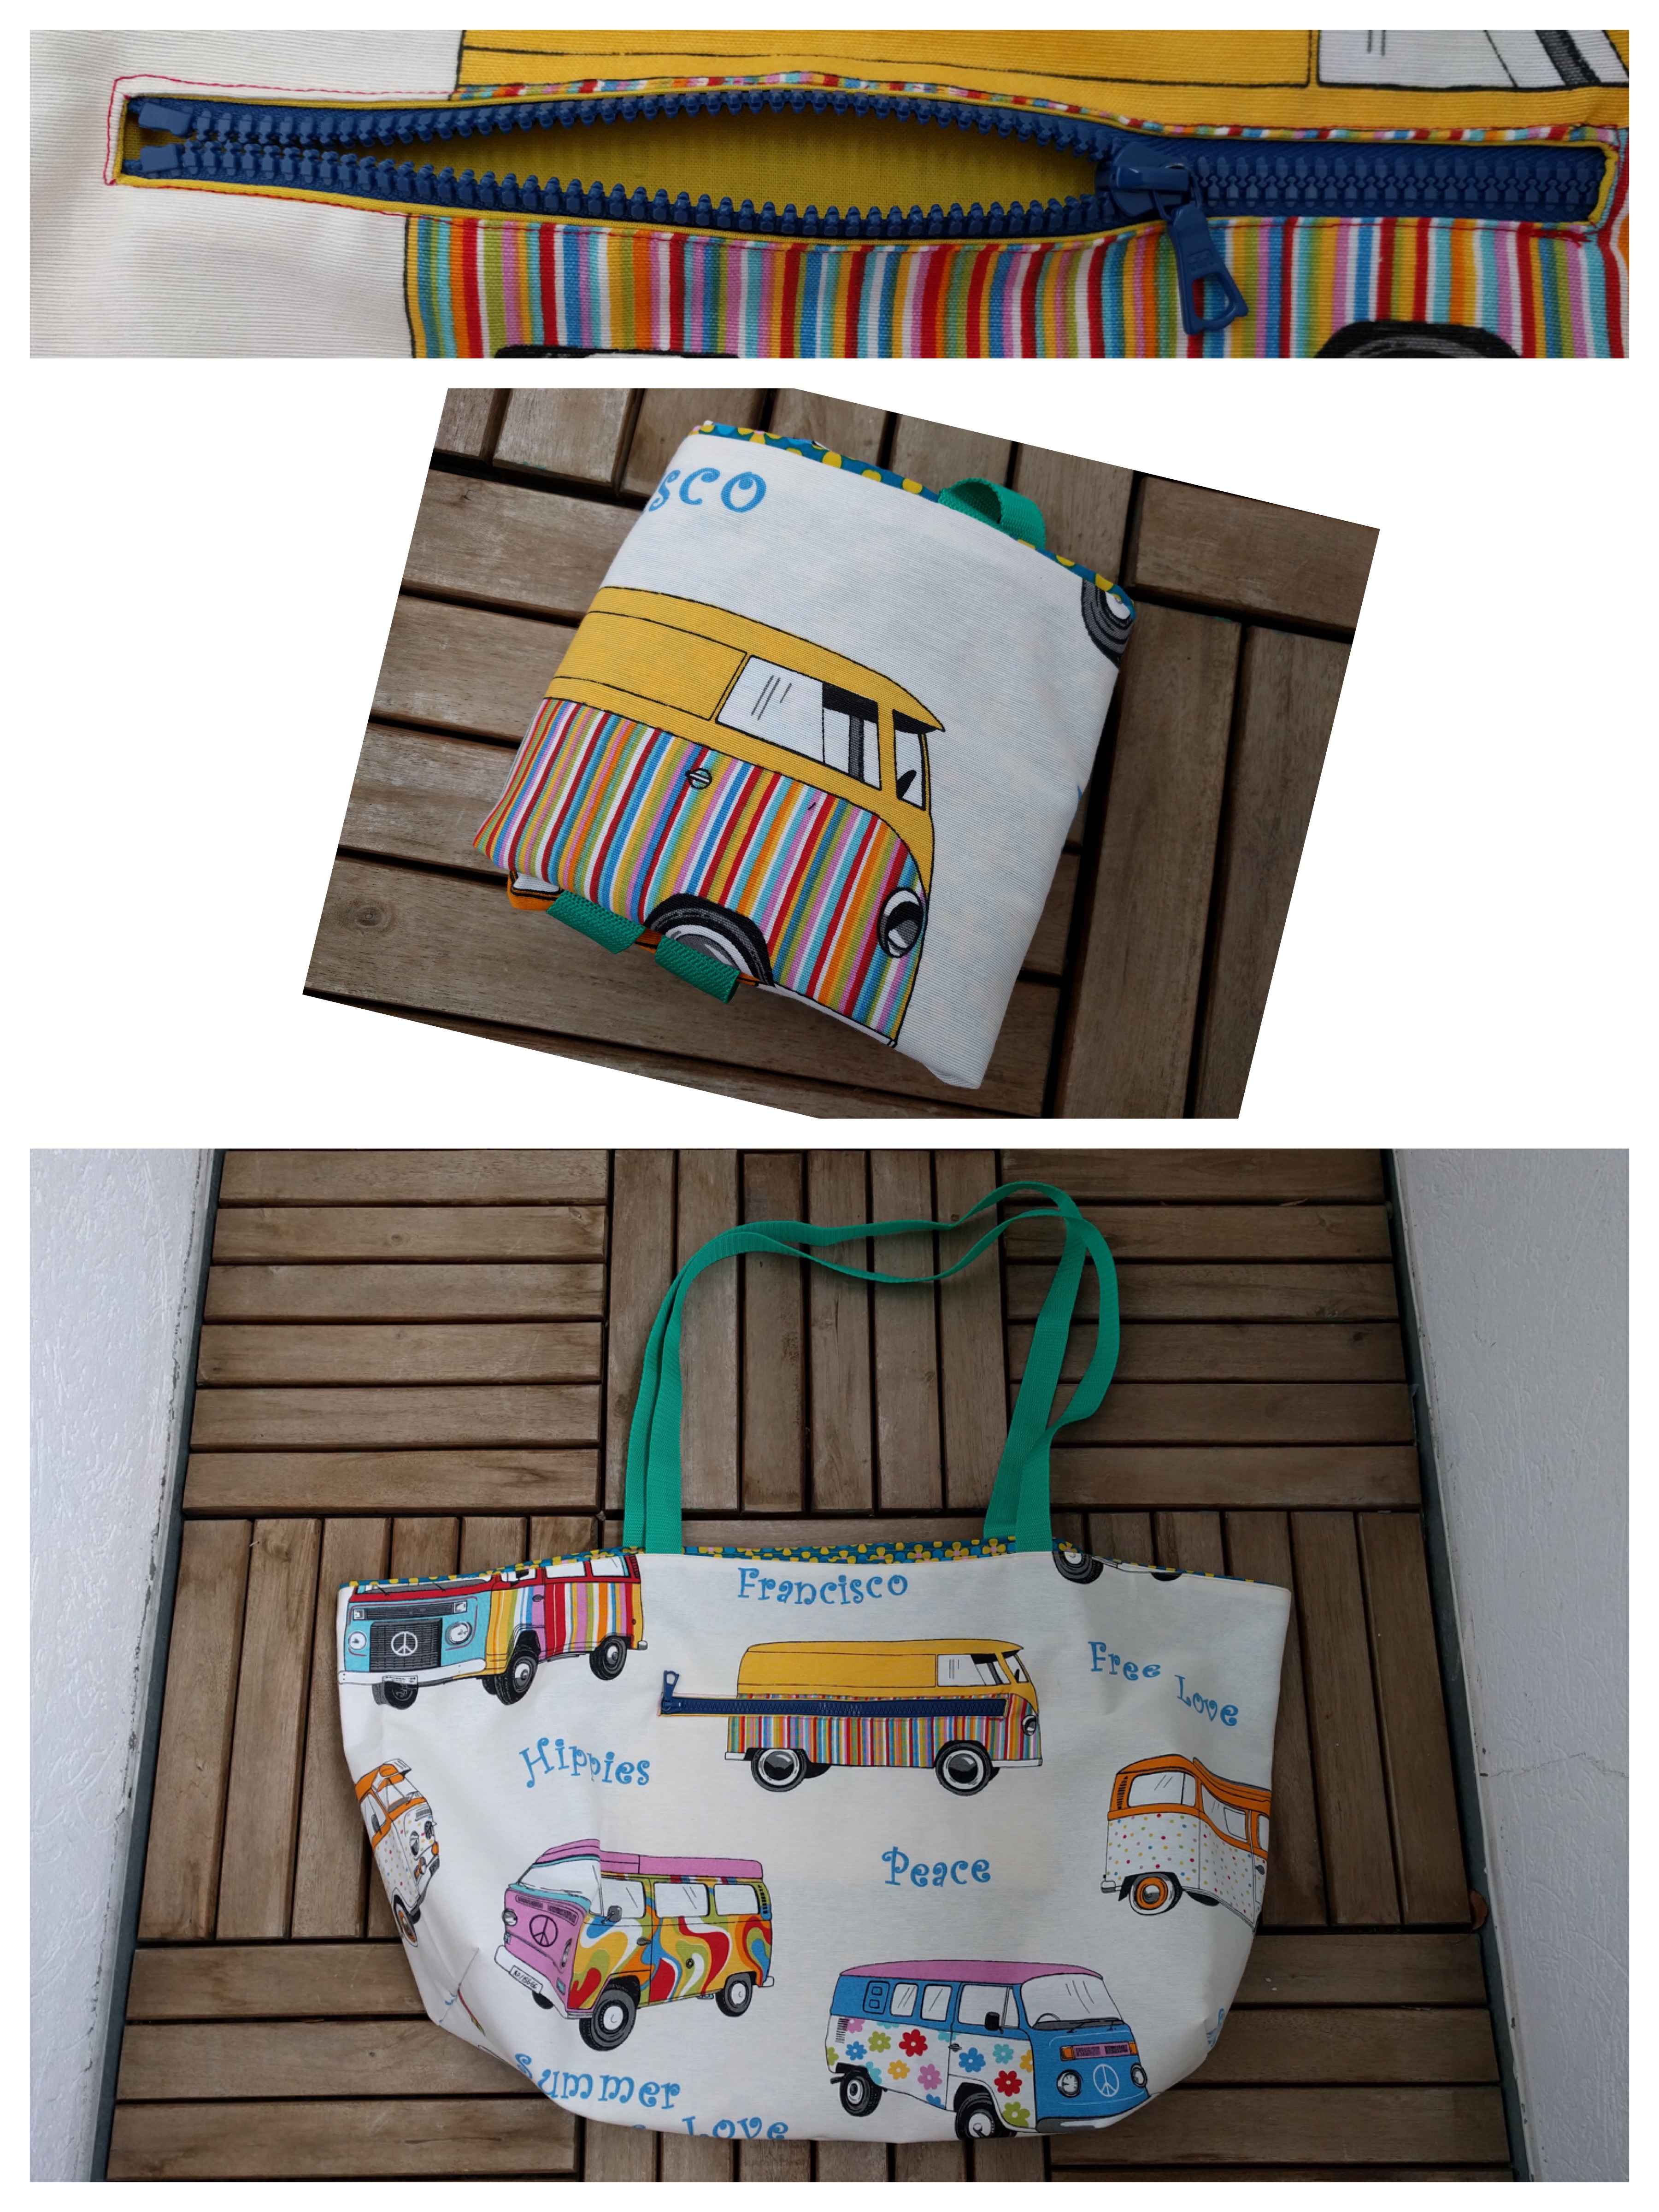 sco
Francisco
Free Love
Hippies
Peace
Summer
Love